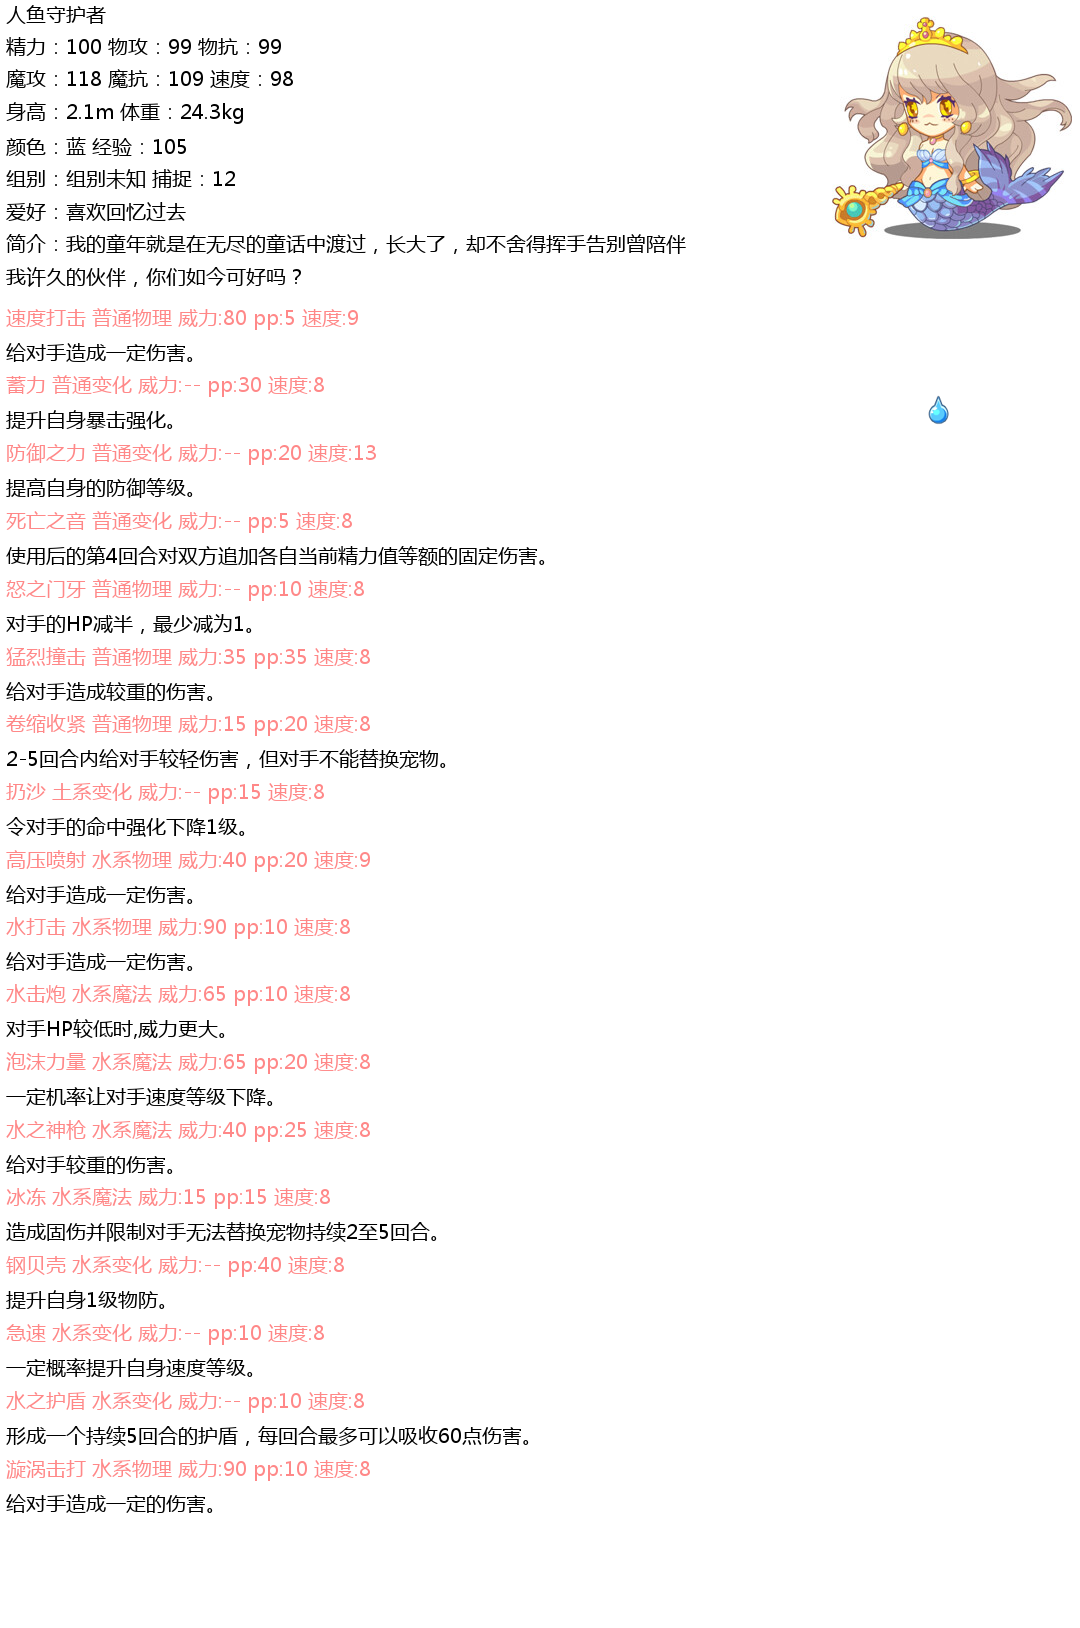 人鱼守护者
精力：100 物攻：99 物抗：99
魔攻：118 魔抗：109 速度：98
身高：2.1m 体重：24.3kg
颜色：蓝 经验：105
组别：组别未知 捕捉：12
爱好：喜欢回忆过去
简介：我的童年就是在无尽的童话中渡过，长大了，却不舍得挥手告别曾陪伴
我许久的伙伴，你们如今可好吗？
速度打击 普通物理 威力:80 pp:5 速度:9
给对手造成一定伤害。
蓄力 普通变化 威力:-- pp:30 速度:8
提升自身暴击强化。
防御之力 普通变化 威力:-- pp:20 速度:13
提高自身的防御等级。
死亡之音 普通变化 威力:-- pp:5 速度:8
使用后的第4回合对双方追加各自当前精力值等额的固定伤害。
怒之门牙 普通物理 威力:-- pp:10 速度:8
对手的HP减半，最少减为1。
猛烈撞击 普通物理 威力:35 pp:35 速度:8
给对手造成较重的伤害。
卷缩收紧 普通物理 威力:15 pp:20 速度:8
2-5回合内给对手较轻伤害，但对手不能替换宠物。
扔沙 土系变化 威力:-- pp:15 速度:8
令对手的命中强化下降1级。
高压喷射 水系物理 威力:40 pp:20 速度:9
给对手造成一定伤害。
水打击 水系物理 威力:90 pp:10 速度:8
给对手造成一定伤害。
水击炮 水系魔法 威力:65 pp:10 速度:8
对手HP较低时,威力更大。
泡沫力量 水系魔法 威力:65 pp:20 速度:8
一定机率让对手速度等级下降。
水之神枪 水系魔法 威力:40 pp:25 速度:8
给对手较重的伤害。
冰冻 水系魔法 威力:15 pp:15 速度:8
造成固伤并限制对手无法替换宠物持续2至5回合。
钢贝壳 水系变化 威力:-- pp:40 速度:8
提升自身1级物防。
急速 水系变化 威力:-- pp:10 速度:8
一定概率提升自身速度等级。
水之护盾 水系变化 威力:-- pp:10 速度:8
形成一个持续5回合的护盾，每回合最多可以吸收60点伤害。
漩涡击打 水系物理 威力:90 pp:10 速度:8
给对手造成一定的伤害。